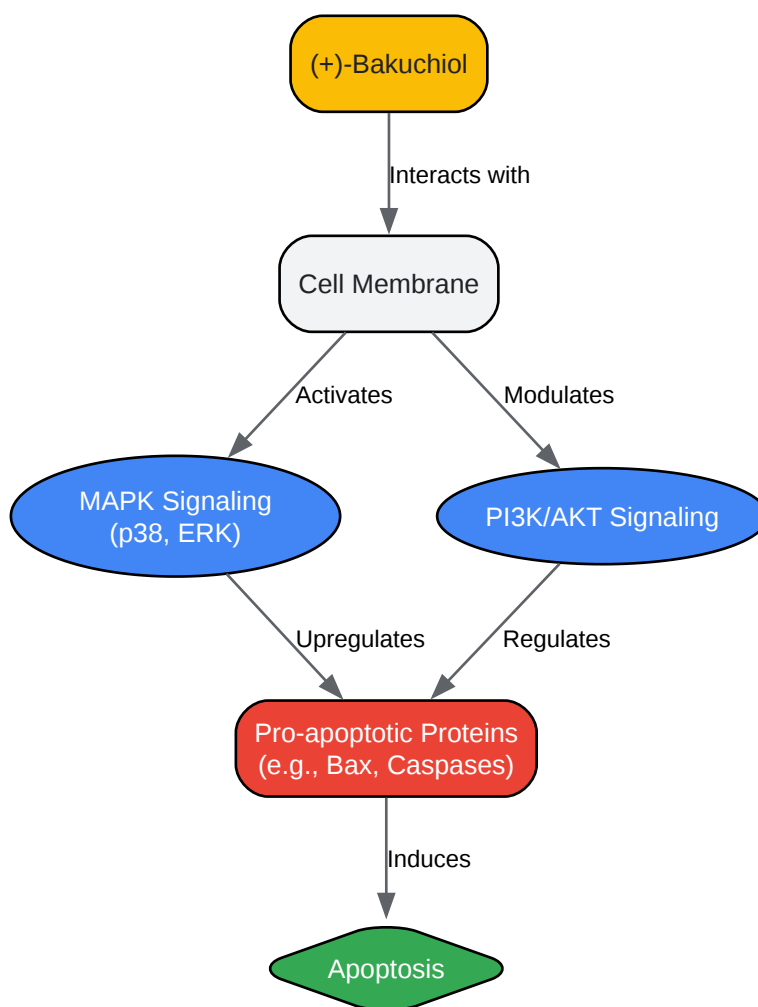 (+)-Bakuchiol
Interacts with
Cell Membrane
Activates
Modulates
MAPK Signaling
(p38, ERK)
PI3K/AKT Signaling
Upregulates
Regulates
Pro-apoptotic Proteins
(e.g., Bax, Caspases)
Induces
Apoptosis